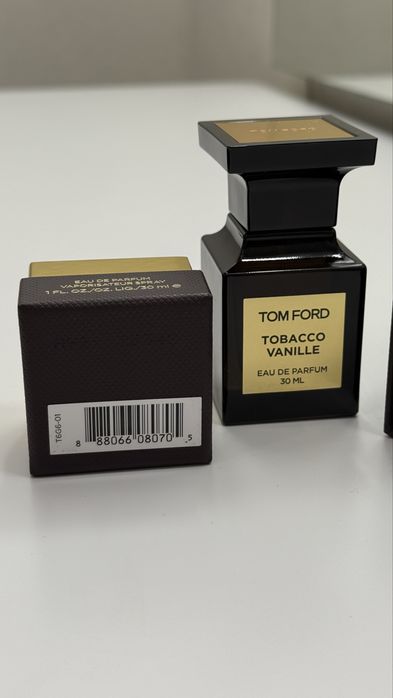 EAU DE PARFUM
VAPORISATEUR SPRAY
1 FL. OZ./OZ. LIQ./30 ml ℮
T6G6-01
8 88066 08070 5
TOM FORD
TOBACCO
VANILLE
EAU DE PARFUM
30 ML